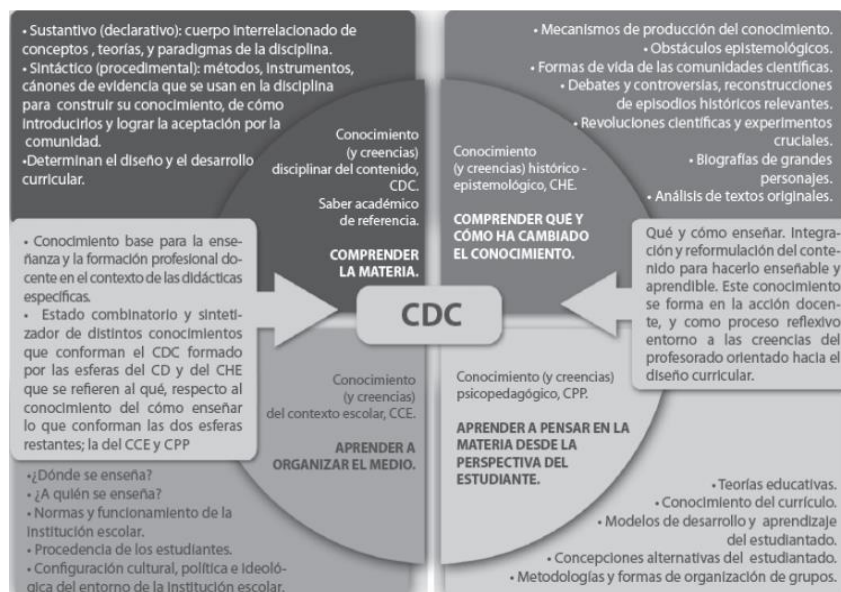 • Sustantivo (declarativo): cuerpo interrelacionado de
conceptos , teorías, y paradigmas de la disciplina.
• Sintáctico (procedimental): métodos, instrumentos,
cánones de evidencia que se usan en la disciplina
para construir su conocimiento, de cómo
introducirlos y lograr la aceptación por la
comunidad.
•Determinan el diseño y el desarrollo
curricular.
Conocimiento
(y creencias)
disciplinar del contenido,
CDC.
Saber académico
de referencia.
COMPRENDER
LA MATERIA.
• Mecanismos de producción del conocimiento.
• Obstáculos epistemológicos.
• Formas de vida de las comunidades científicas.
• Debates y controversias, reconstrucciones
de episodios históricos relevantes.
• Revoluciones científicas y experimentos
cruciales.
• Biografías de grandes
personajes.
• Análisis de textos originales.
Conocimiento
(y creencias) histórico -
epistemológico, CHE.
COMPRENDER QUÉ Y
CÓMO HA CAMBIADO
EL CONOCIMIENTO.
• Conocimiento base para la ense-
ñanza y la formación profesional do-
cente en el contexto de las didácticas
específicas.
• Estado combinatorio y sinteti-
zador de distintos conocimientos
que conforman el CDC formado
por las esferas del CD y del CHE
que se refieren al qué, respecto al
conocimiento del cómo enseñar
lo que conforman las dos esferas
restantes; la del CCE y CPP
CDC
Qué y cómo enseñar. Integra-
ción y reformulación del conte-
nido para hacerlo enseñable y
aprendible. Este conocimiento
se forma en la acción docen-
te, y como proceso reflexivo
entorno a las creencias del
profesorado orientado hacia el
diseño curricular.
Conocimiento
(y creencias)
del contexto escolar, CCE.
APRENDER A
ORGANIZAR EL MEDIO.
•¿Dónde se enseña?
• ¿A quién se enseña?
• Normas y funcionamiento de la
institución escolar.
• Procedencia de los estudiantes.
• Configuración cultural, política e ideoló-
gica del entorno de la institución escolar.
Conocimiento (y creencias)
psicopedagógico, CPP.
APRENDER A PENSAR EN LA
MATERIA DESDE LA
PERSPECTIVA DEL
ESTUDIANTE.
• Teorías educativas.
• Conocimiento del currículo.
• Modelos de desarrollo y aprendizaje
del estudiantado.
• Concepciones alternativas del estudiantado.
• Metodologías y formas de organización de grupos.